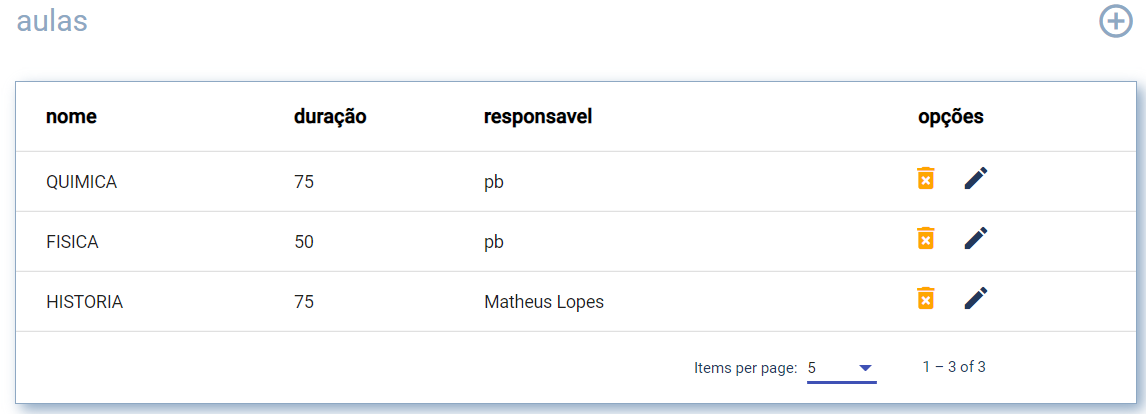 aulas
nome duração responsavel opções
QUIMICA 75 pb
FISICA 50 pb
HISTORIA 75 Matheus Lopes
Items per page: 5 1 – 3 of 3